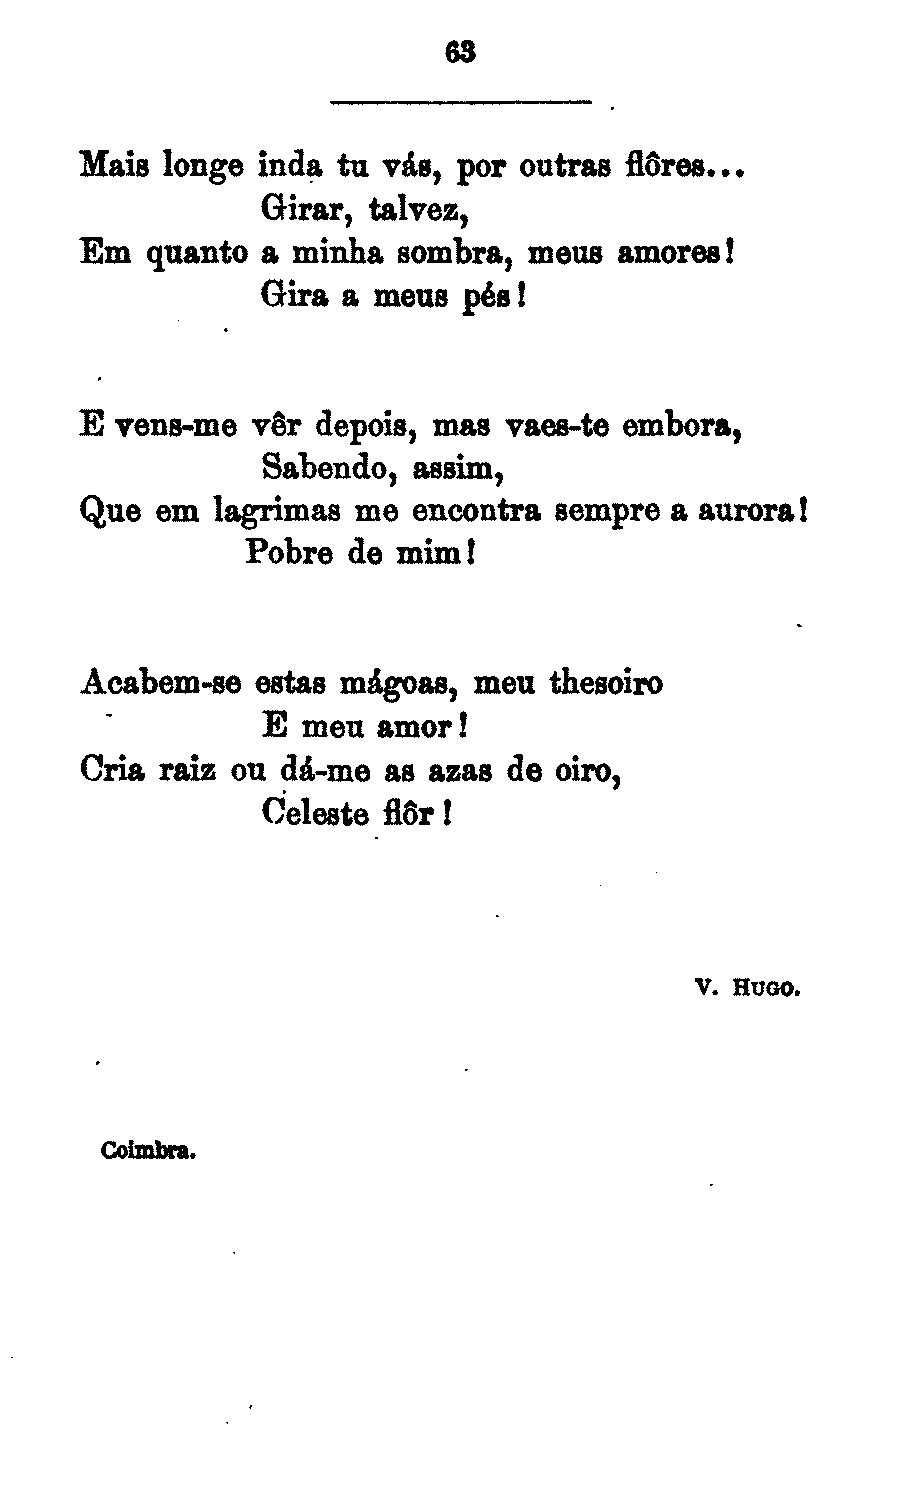 63
Mais longe inda tu vás, por outras flôres...
Girar, talvez,
Em quanto a minha sombra, meus amores!
Gira a meus pés!
E vens-me vêr depois, mas vaes-te embora,
Sabendo, assim,
Que em lagrimas me encontra sempre a aurora!
Pobre de mim!
Acabem-se estas mágoas, meu thesoiro
E meu amor!
Cria raiz ou dá-me as azas de oiro,
Celeste flôr!
V. HUGO.
Coimbra.